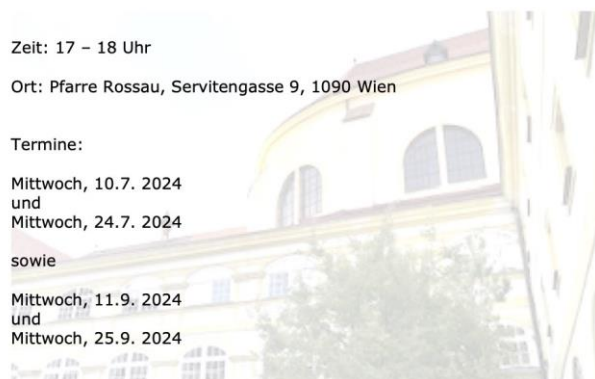 Zeit: 17 – 18 Uhr
Ort: Pfarre Rossau, Servitengasse 9, 1090 Wien
Termine:
Mittwoch, 10.7. 2024
und
Mittwoch, 24.7. 2024
sowie
Mittwoch, 11.9. 2024
und
Mittwoch, 25.9. 2024